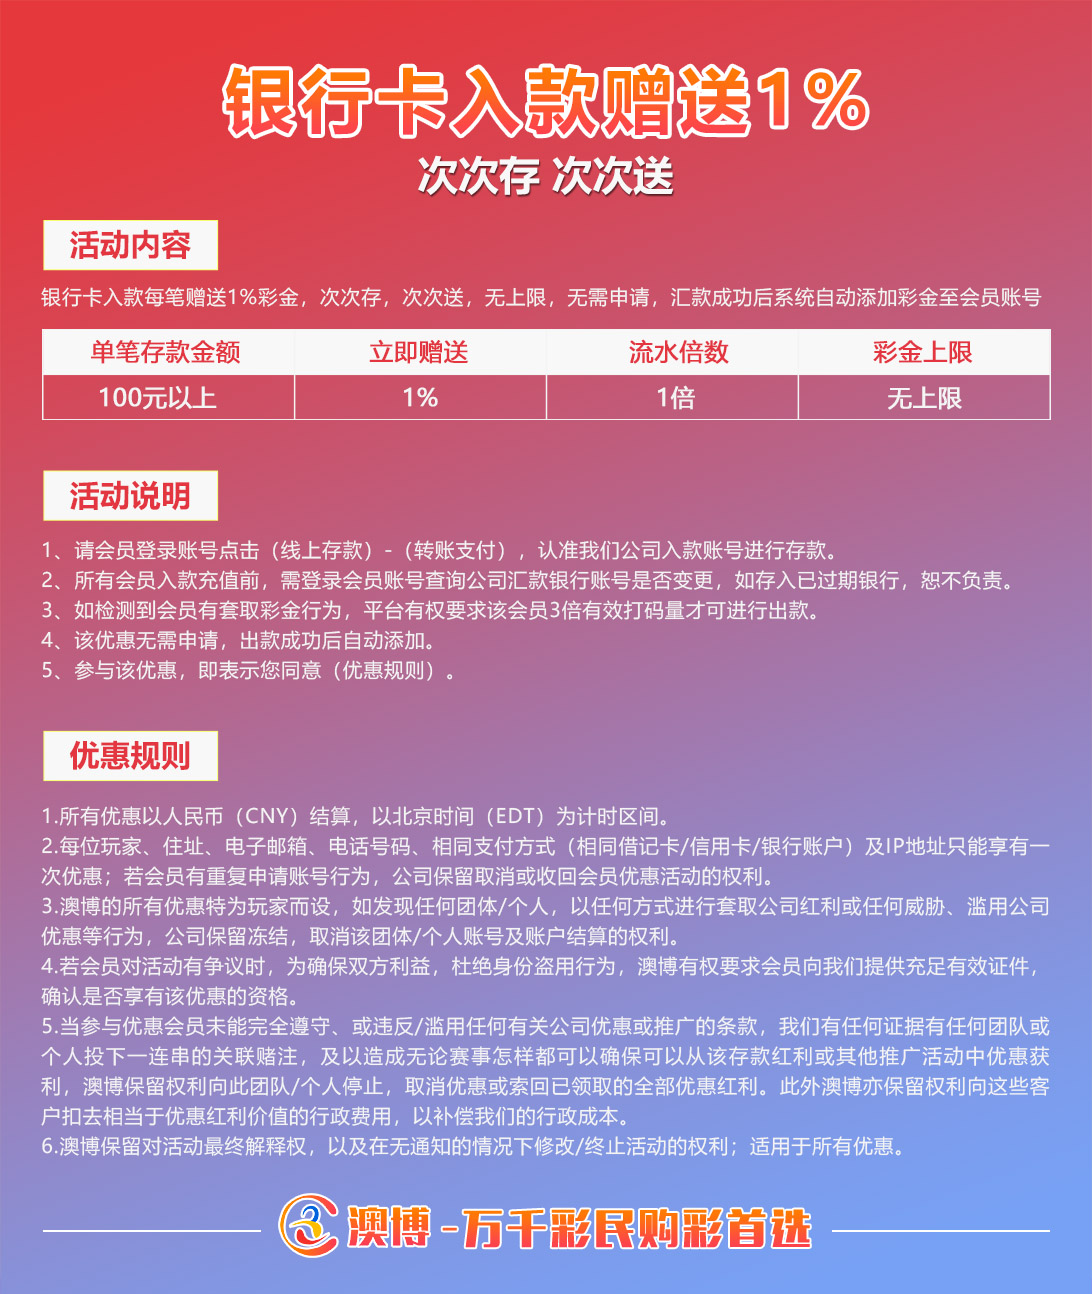 银行卡入款赠送1%
次次存 次次送
活动内容
银行卡入款每笔赠送1%彩金，次次存，次次送，无上限，无需申请，汇款成功后系统自动添加彩金至会员账号
单笔存款金额 立即赠送 流水倍数 彩金上限
100元以上 1% 1倍 无上限
活动说明
1、请会员登录账号点击（线上存款）-（转账支付），认准我们公司入款账号进行存款。
2、所有会员入款充值前，需登录会员账号查询公司汇款银行账号是否变更，如存入已过期银行，恕不负责。
3、如检测到会员有套取彩金行为，平台有权要求该会员3倍有效打码量才可进行出款。
4、该优惠无需申请，出款成功后自动添加。
5、参与该优惠，即表示您同意（优惠规则）。
优惠规则
1.所有优惠以人民币（CNY）结算，以北京时间（EDT）为计时区间。
2.每位玩家、住址、电子邮箱、电话号码、相同支付方式（相同借记卡/信用卡/银行账户）及IP地址只能享有一
次优惠；若会员有重复申请账号行为，公司保留取消或收回会员优惠活动的权利。
3.澳博的所有优惠特为玩家而设，如发现任何团体/个人，以任何方式进行套取公司红利或任何威胁、滥用公司
优惠等行为，公司保留冻结，取消该团体/个人账号及账户结算的权利。
4.若会员对活动有争议时，为确保双方利益，杜绝身份盗用行为，澳博有权要求会员向我们提供充足有效证件，
确认是否享有该优惠的资格。
5.当参与优惠会员未能完全遵守、或违反/滥用任何有关公司优惠或推广的条款，我们有任何证据有任何团队或
个人投下一连串的关联赌注，及以造成无论赛事怎样都可以确保可以从该存款红利或其他推广活动中优惠获
利，澳博保留权利向此团队/个人停止，取消优惠或索回已领取的全部优惠红利。此外澳博亦保留权利向这些客
户扣去相当于优惠红利价值的行政费用，以补偿我们的行政成本。
6.澳博保留对活动最终解释权，以及在无通知的情况下修改/终止活动的权利；适用于所有优惠。
澳博-万千彩民购彩首选